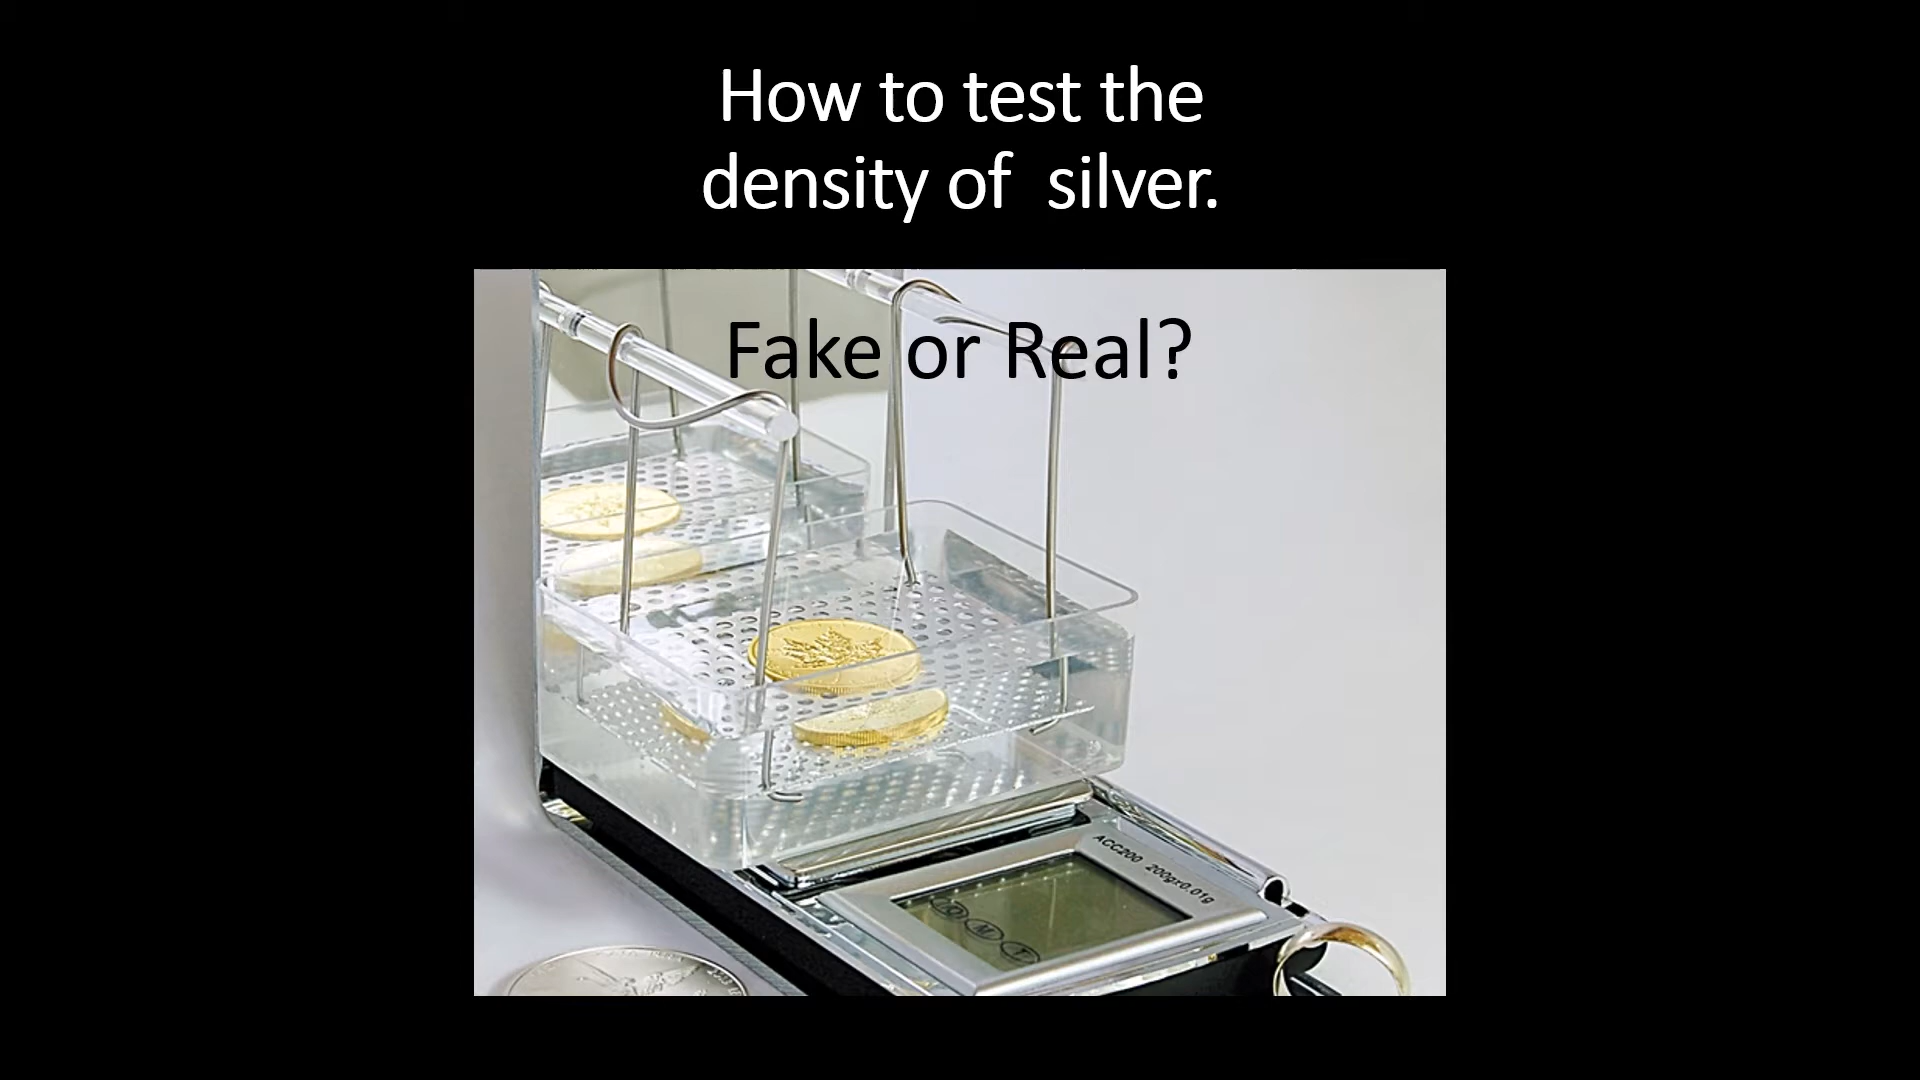 How to test the
density of  silver.
Fake or Real?
ACC200 200gx0.01g
M
T